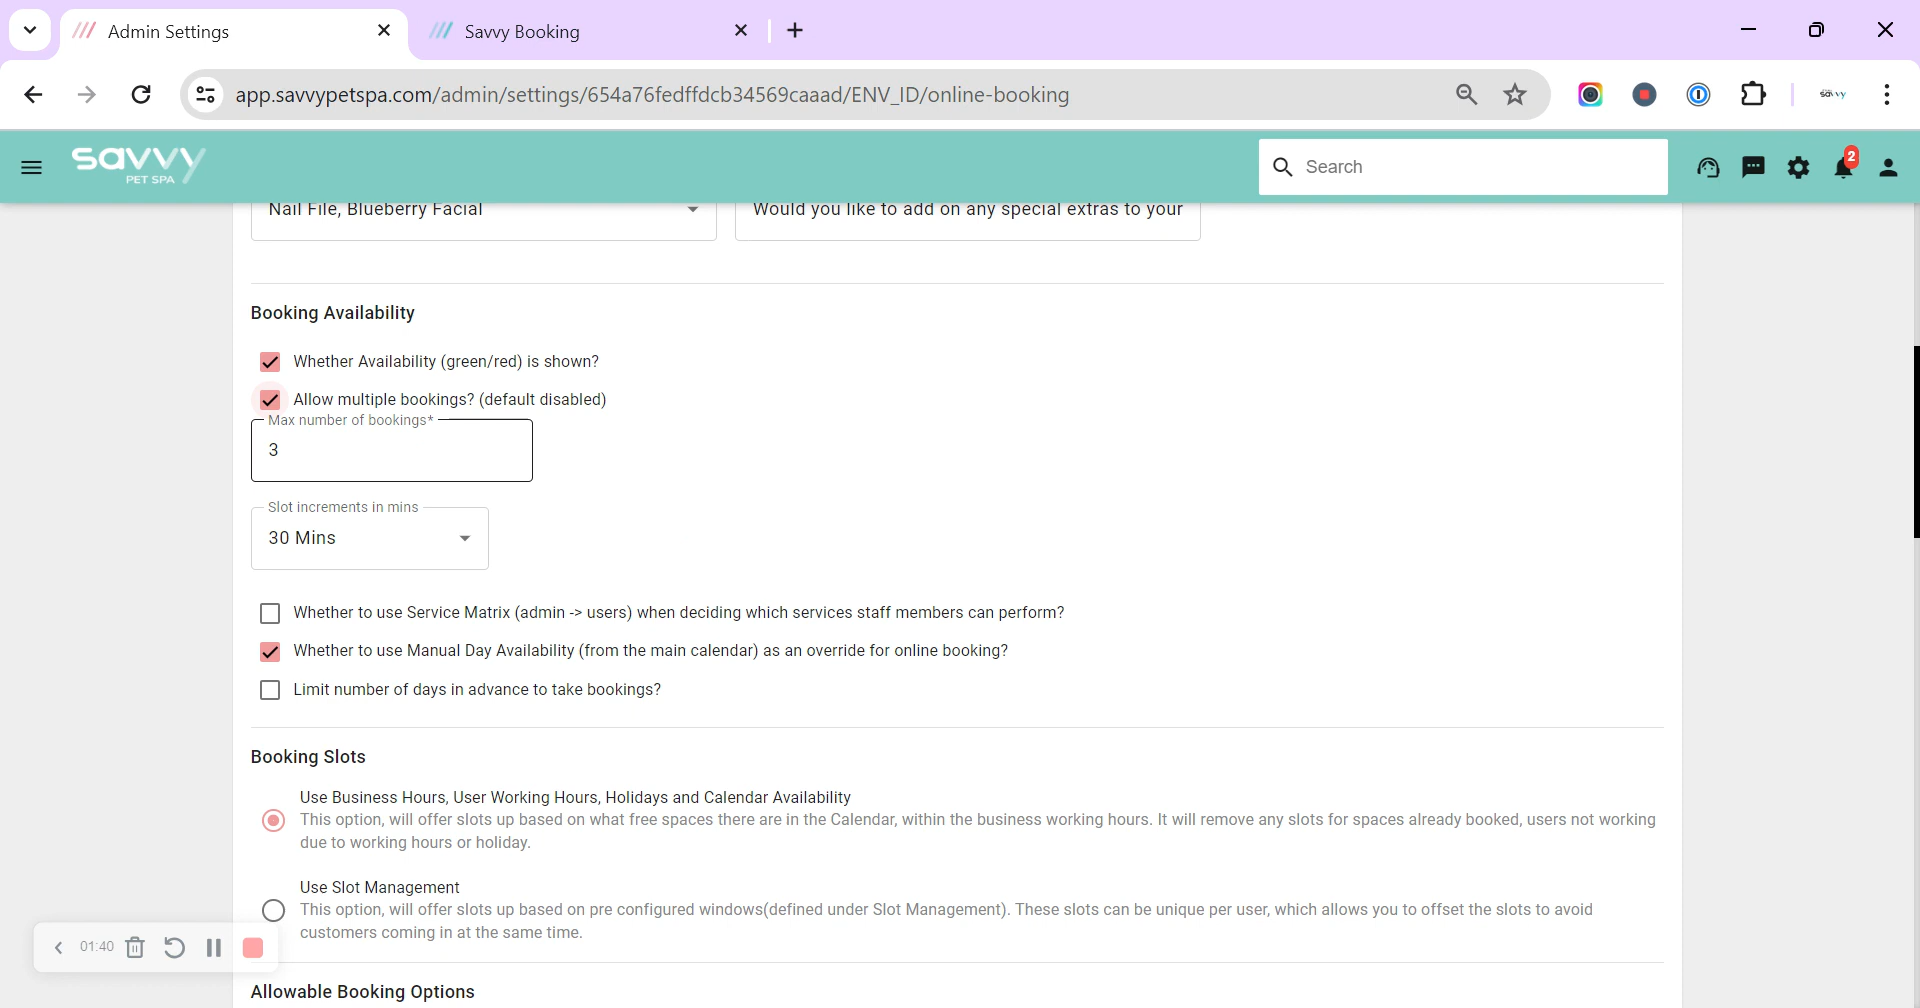 Admin Settings
Savvy Booking
app.savvypetspa.com/admin/settings/654a76fedffdcb34569caaad/ENV_ID/online-booking
savvy
savvy
PET SPA
Search
2
Nail File, Blueberry Facial
Would you like to add on any special extras to your
Booking Availability
Whether Availability (green/red) is shown?
Allow multiple bookings? (default disabled)
Max number of bookings*
3
Slot increments in mins
30 Mins
Whether to use Service Matrix (admin -> users) when deciding which services staff members can perform?
Whether to use Manual Day Availability (from the main calendar) as an override for online booking?
Limit number of days in advance to take bookings?
Booking Slots
Use Business Hours, User Working Hours, Holidays and Calendar Availability
This option, will offer slots up based on what free spaces there are in the Calendar, within the business working hours. It will remove any slots for spaces already booked, users not working
due to working hours or holiday.
Use Slot Management
This option, will offer slots up based on pre configured windows(defined under Slot Management). These slots can be unique per user, which allows you to offset the slots to avoid
customers coming in at the same time.
01:40
Allowable Booking Options